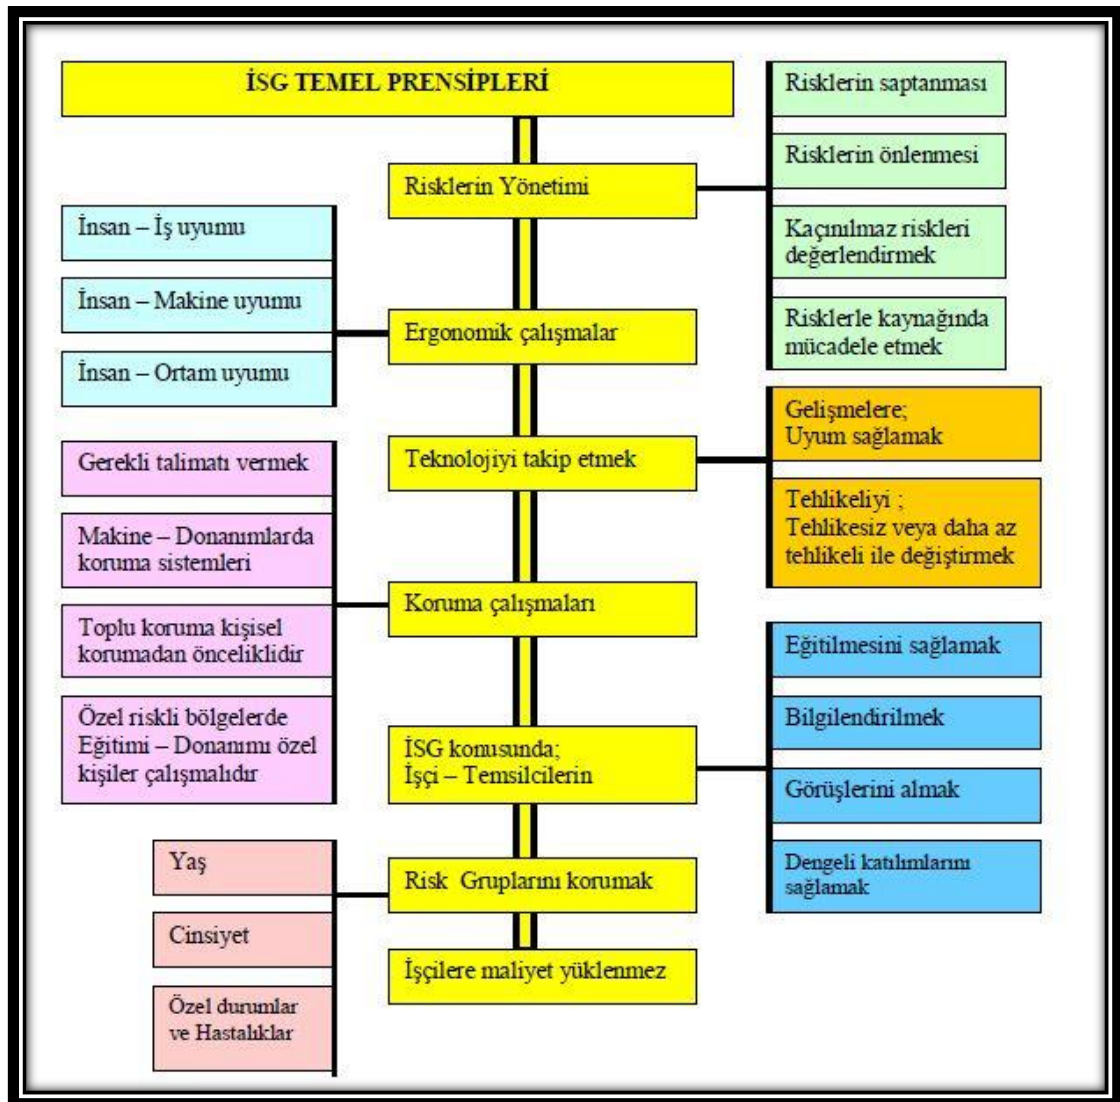 İSG TEMEL PRENSİPLERİ
Risklerin Yönetimi
Risklerin saptanması
Risklerin önlenmesi
Kaçınılmaz riskleri
değerlendirmek
Risklerle kaynağında
mücadele etmek
Ergonomik çalışmalar
İnsan – İş uyumu
İnsan – Makine uyumu
İnsan – Ortam uyumu
Teknolojiyi takip etmek
Gelişmelere;
Uyum sağlamak
Tehlikeliyi ;
Tehlikesiz veya daha az
tehlikeli ile değiştirmek
Koruma çalışmaları
Gerekli talimatı vermek
Makine – Donanımlarda
koruma sistemleri
Toplu koruma kişisel
korumadan önceliklidir
Özel riskli bölgelerde
Eğitimi – Donanımı özel
kişiler çalışmalıdır
İSG konusunda;
İşçi – Temsilcilerin
Eğitilmesini sağlamak
Bilgilendirilmek
Görüşlerini almak
Dengeli katılımlarını
sağlamak
Risk Gruplarını korumak
Yaş
Cinsiyet
Özel durumlar
ve Hastalıklar
İşçilere maliyet yüklenmez